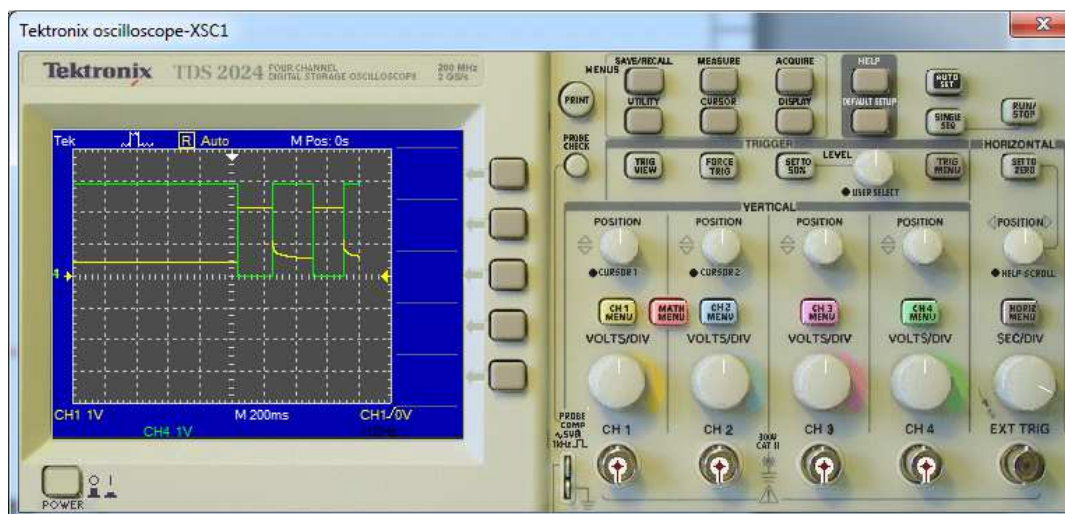 Tektronix oscilloscope-XSC1
Tektronix TDS 2024 FOUR CHANNEL DIGITAL STORAGE OSCILLOSCOPE 200 MHz 2 GS/s
Tek R Auto M Pos: 0s
CH1 1V M 200ms CH1 0V
CH4 1V
POWER
MENUS
SAVE/RECALL MEASURE ACQUIRE HELP
PRINT
AUTO SET
UTILITY CURSOR DISPLAY DEFAULT SETUP
SINGLE SEQ
RUN/STOP
PROBE CHECK
TRIGGER
HORIZONTAL
TRIG VIEW
FORCE TRIG
SET TO 50%
LEVEL
TRIG MENU
SET TO ZERO
USER SELECT
VERTICAL
POSITION POSITION POSITION POSITION POSITION
CURSOR 1 CURSOR 2 HELP SCROLL
CH 1 MENU
MATH MENU
CH 2 MENU
CH 3 MENU
CH 4 MENU
HORIZ MENU
VOLTS/DIV VOLTS/DIV VOLTS/DIV VOLTS/DIV SEC/DIV
PROBE COMP
~5V@
1kHz
CH 1 CH 2 CH 3 CH 4 EXT TRIG
300V
CAT II